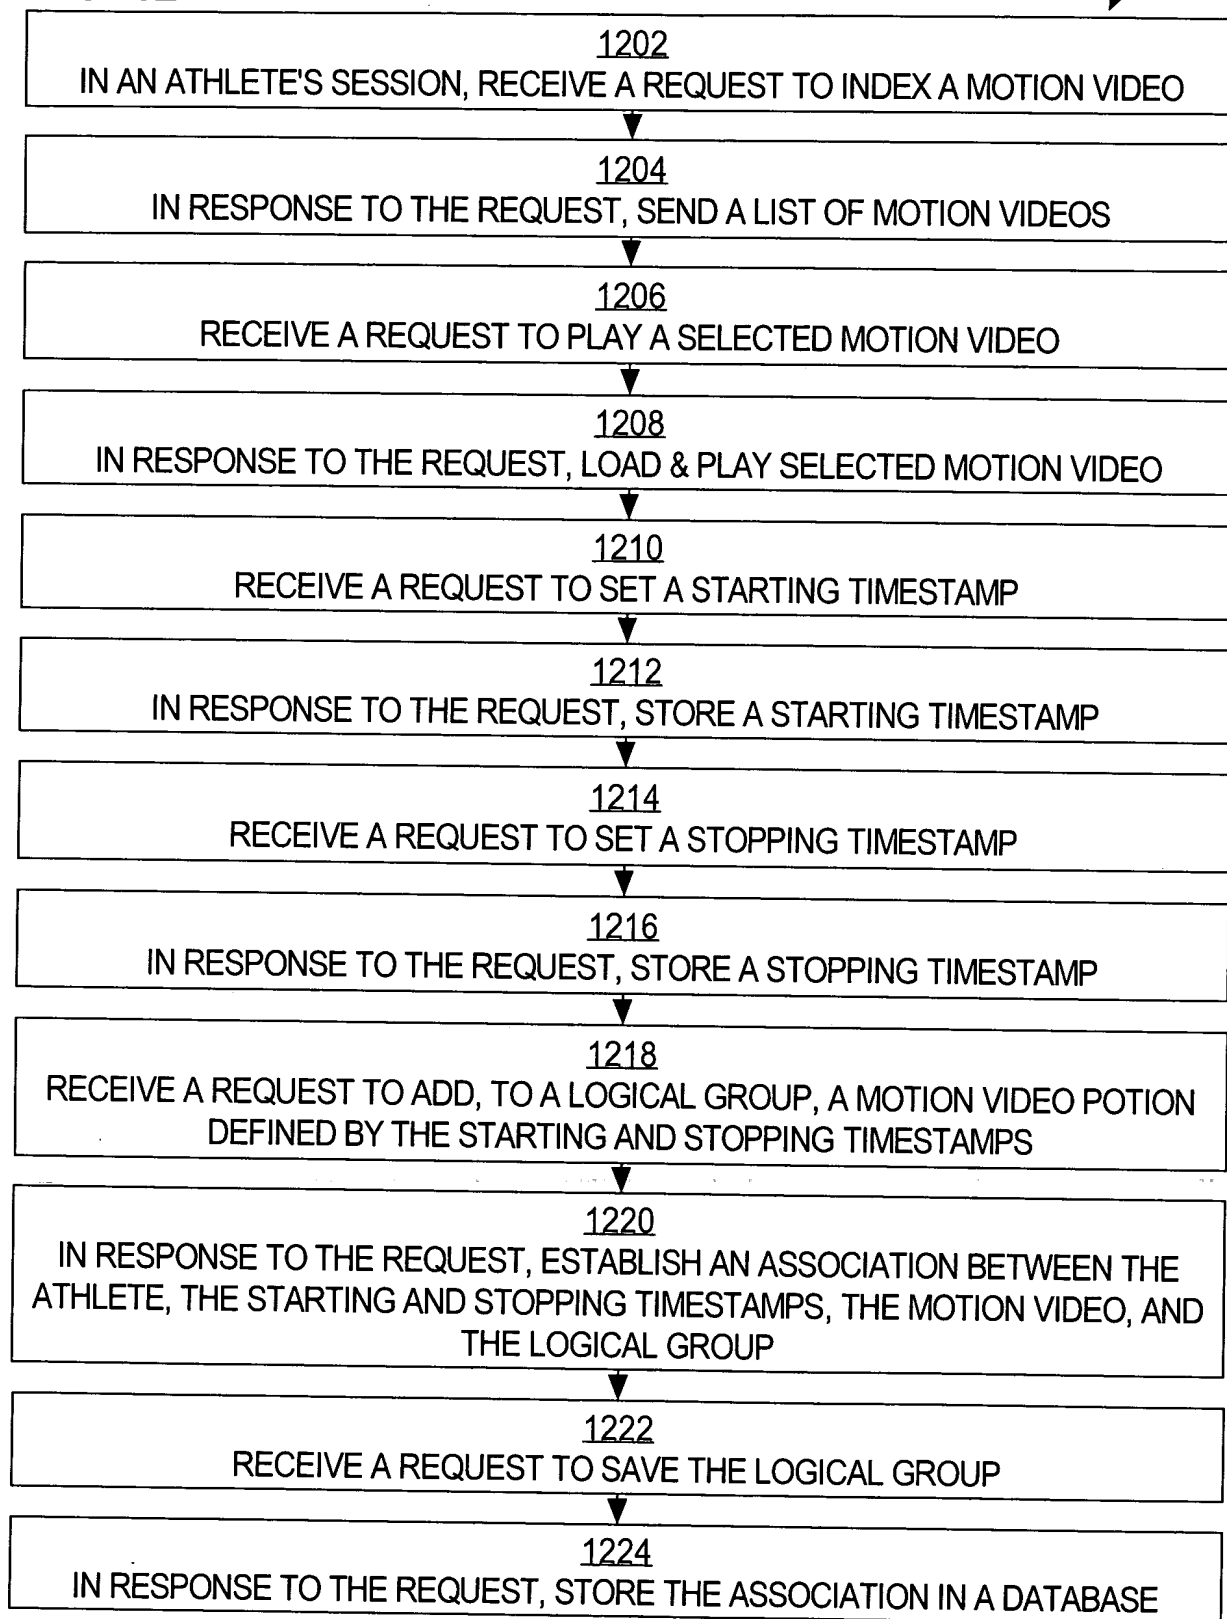 1202
IN AN ATHLETE'S SESSION, RECEIVE A REQUEST TO INDEX A MOTION VIDEO
1204
IN RESPONSE TO THE REQUEST, SEND A LIST OF MOTION VIDEOS
1206
RECEIVE A REQUEST TO PLAY A SELECTED MOTION VIDEO
1208
IN RESPONSE TO THE REQUEST, LOAD & PLAY SELECTED MOTION VIDEO
1210
RECEIVE A REQUEST TO SET A STARTING TIMESTAMP
1212
IN RESPONSE TO THE REQUEST, STORE A STARTING TIMESTAMP
1214
RECEIVE A REQUEST TO SET A STOPPING TIMESTAMP
1216
IN RESPONSE TO THE REQUEST, STORE A STOPPING TIMESTAMP
1218
RECEIVE A REQUEST TO ADD, TO A LOGICAL GROUP, A MOTION VIDEO POTION
DEFINED BY THE STARTING AND STOPPING TIMESTAMPS
1220
IN RESPONSE TO THE REQUEST, ESTABLISH AN ASSOCIATION BETWEEN THE
ATHLETE, THE STARTING AND STOPPING TIMESTAMPS, THE MOTION VIDEO, AND
THE LOGICAL GROUP
1222
RECEIVE A REQUEST TO SAVE THE LOGICAL GROUP
1224
IN RESPONSE TO THE REQUEST, STORE THE ASSOCIATION IN A DATABASE